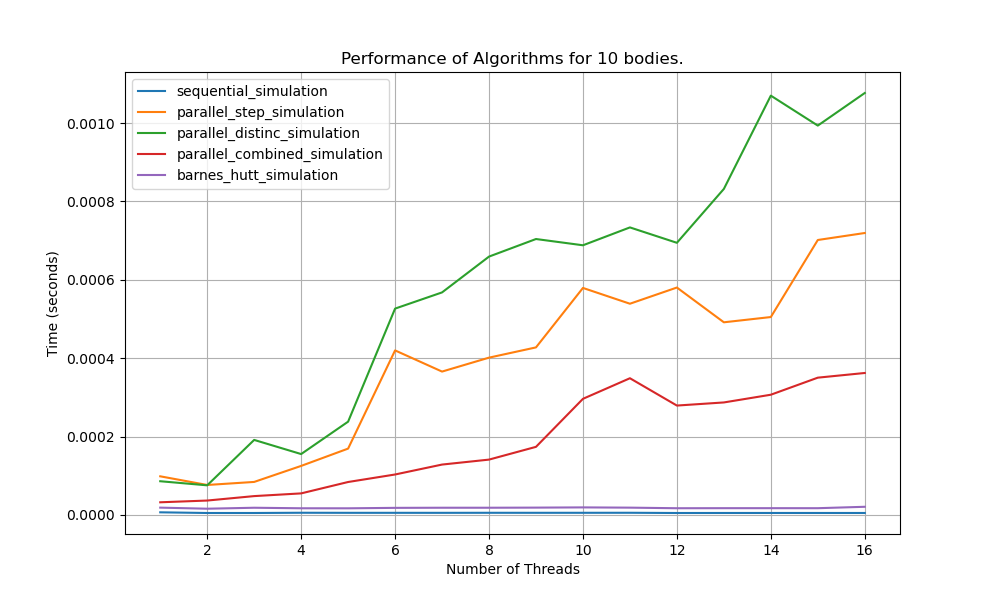 Performance of Algorithms for 10 bodies.
sequential_simulation
parallel_step_simulation
parallel_distinc_simulation
parallel_combined_simulation
barnes_hutt_simulation
0.0010
0.0008
0.0006
0.0004
0.0002
0.0000
Time (seconds)
2 4 6 8 10 12 14 16
Number of Threads